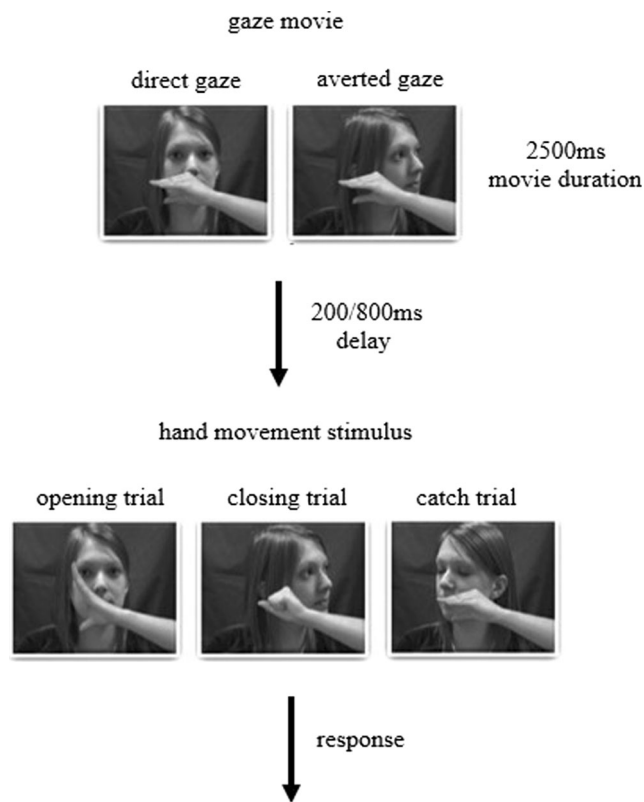 gaze movie
direct gaze
averted gaze
2500ms
movie duration
200/800ms
delay
hand movement stimulus
opening trial
closing trial
catch trial
response